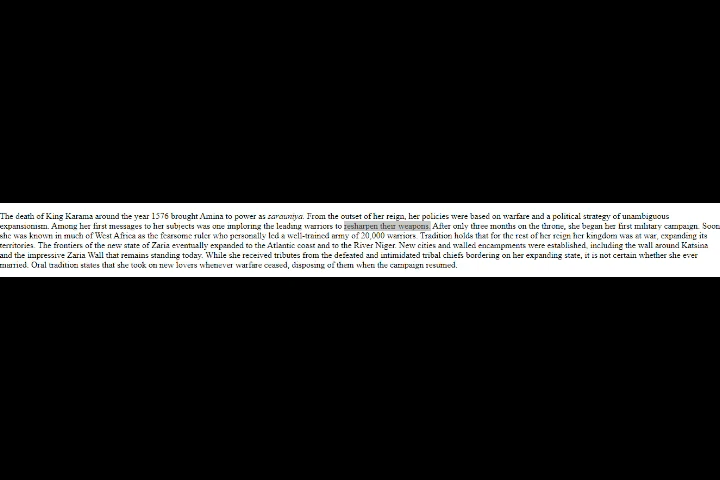 The death of King Karama around the year 1576 brought Amina to power as zarauniya. From the outset of her reign, her policies were based on warfare and a political strategy of unambiguous
expansionism. Among her first messages to her subjects was one imploring the leading warriors to resharpen their weapons. After only three months on the throne, she began her first military campaign. Soon
she was known in much of West Africa as the fearsome ruler who personally led a well-trained army of 20,000 warriors. Tradition holds that for the rest of her reign her kingdom was at war, expanding its
territories. The frontiers of the new state of Zaria eventually expanded to the Atlantic coast and to the River Niger. New cities and walled encampments were established, including the wall around Katsina
and the impressive Zaria Wall that remains standing today. While she received tributes from the defeated and intimidated tribal chiefs bordering on her expanding state, it is not certain whether she ever
married. Oral tradition states that she took on new lovers whenever warfare ceased, disposing of them when the campaign resumed.